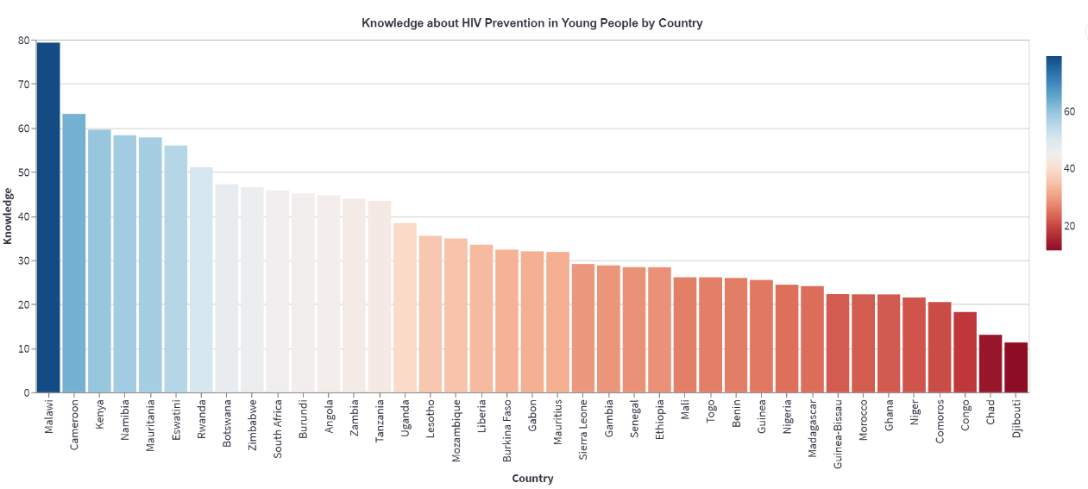 Knowledge about HIV Prevention in Young People by Country
80
70
60
50
40
30
20
10
0
Knowledge
Malawi
Cameroon
Kenya
Namibia
Mauritania
Eswatini
Rwanda
Botswana
Zimbabwe
South Africa
Burundi
Angola
Zambia
Tanzania
Uganda
Lesotho
Mozambique
Liberia
Burkina Faso
Gabon
Mauritius
Sierra Leone
Gambia
Senegal
Ethiopia
Mali
Togo
Benin
Guinea
Nigeria
Madagascar
Guinea-Bissau
Morocco
Ghana
Niger
Comoros
Congo
Chad
Djibouti
Country
60
40
20